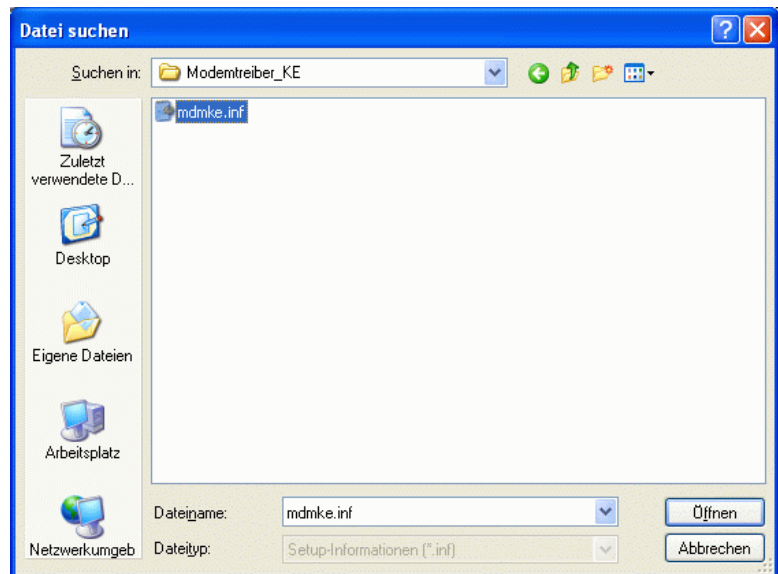 Datei suchen
Suchen in:
Modemtreiber_KE
mdmke.inf
Zuletzt
verwendete D...
Desktop
Eigene Dateien
Arbeitsplatz
Netzwerkumgeb
Dateiname:
mdmke.inf
Öffnen
Dateityp:
Setup-Informationen (*.inf)
Abbrechen